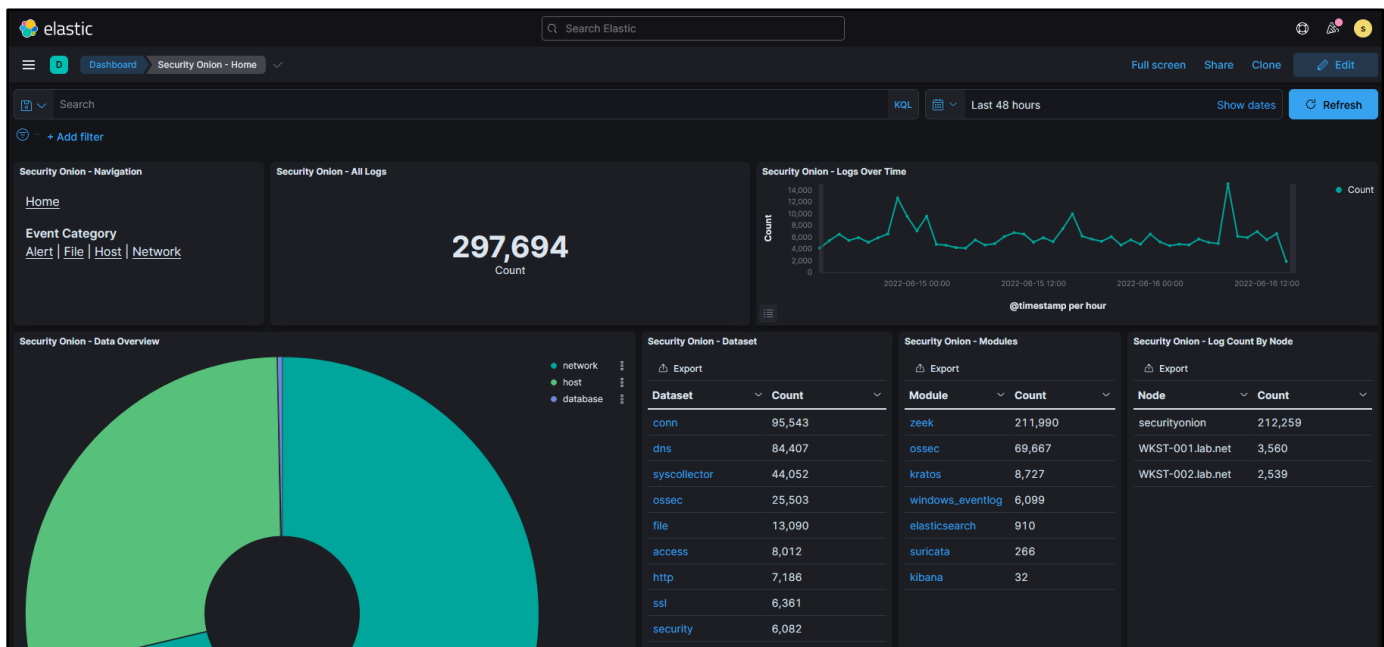 elastic
Search Elastic
s
D
Dashboard
Security Onion - Home
Full screen
Share
Clone
Edit
Search
KQL
Last 48 hours
Show dates
Refresh
+ Add filter
Security Onion - Navigation
Home
Event Category
Alert | File | Host | Network
Security Onion - All Logs
297,694
Count
Security Onion - Logs Over Time
14,000
12,000
10,000
8,000
6,000
4,000
2,000
0
Count
2022-06-15 00:00
2022-06-15 12:00
2022-06-16 00:00
2022-06-16 12:00
@timestamp per hour
Count
Security Onion - Data Overview
network
host
database
Security Onion - Dataset
Export
Dataset Count
conn 95,543
dns 84,407
syscollector 44,052
ossec 25,503
file 13,090
access 8,012
http 7,186
ssl 6,361
security 6,082
Security Onion - Modules
Export
Module Count
zeek 211,990
ossec 69,667
kratos 8,727
windows_eventlog 6,099
elasticsearch 910
suricata 266
kibana 32
Security Onion - Log Count By Node
Export
Node Count
securityonion 212,259
WKST-001.lab.net 3,560
WKST-002.lab.net 2,539